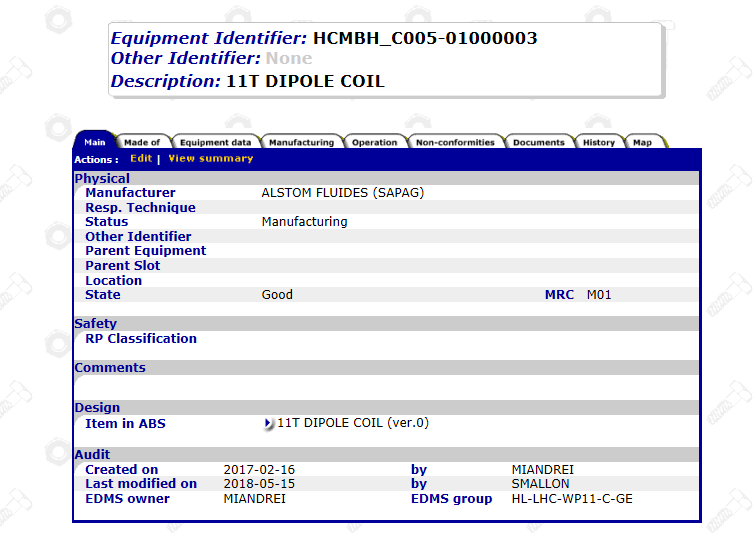 Equipment Identifier: HCMBH_C005-01000003
Other Identifier: None
Description: 11T DIPOLE COIL
Main Made of Equipment data Manufacturing Operation Non-conformities Documents History Map
Actions : Edit | View summary
Physical
Manufacturer ALSTOM FLUIDES (SAPAG)
Resp. Technique
Status Manufacturing
Other Identifier
Parent Equipment
Parent Slot
Location
State Good MRC M01
Safety
RP Classification
Comments
Design
Item in ABS 11T DIPOLE COIL (ver.0)
Audit
Created on 2017-02-16 by MIANDREI
Last modified on 2018-05-15 by SMALLON
EDMS owner MIANDREI EDMS group HL-LHC-WP11-C-GE